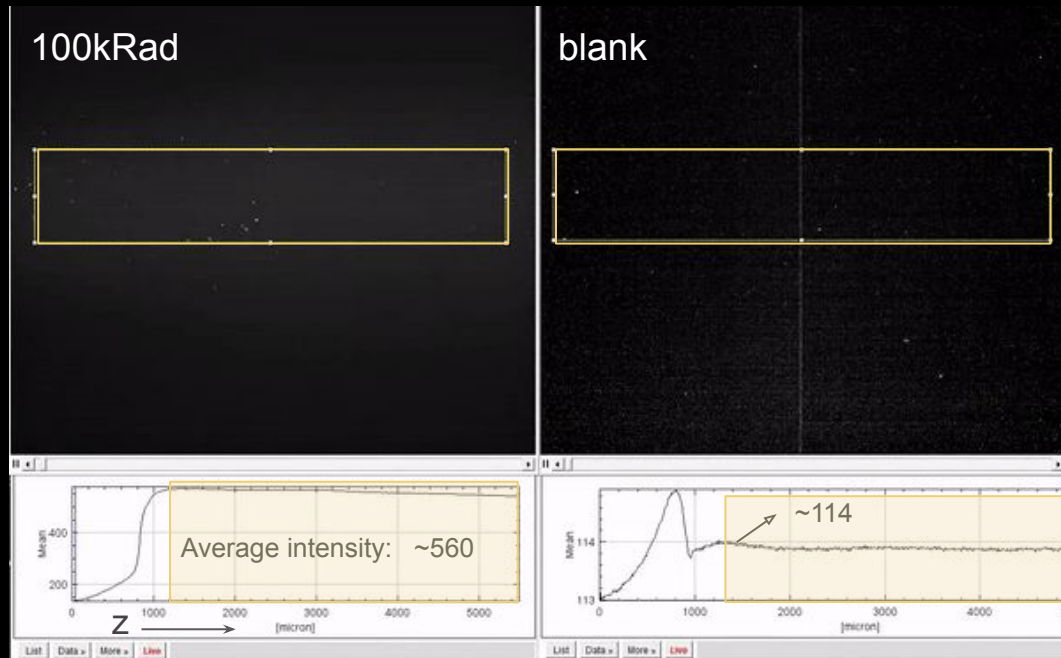 100kRad
blank
Mean
400
200
Average intensity: ~560
0
1000
2000
3000
4000
5000
[micron]
z
List
Data »
More »
Live
Mean
114
113
~114
0
1000
2000
3000
4000
[micron]
List
Data »
More »
Live